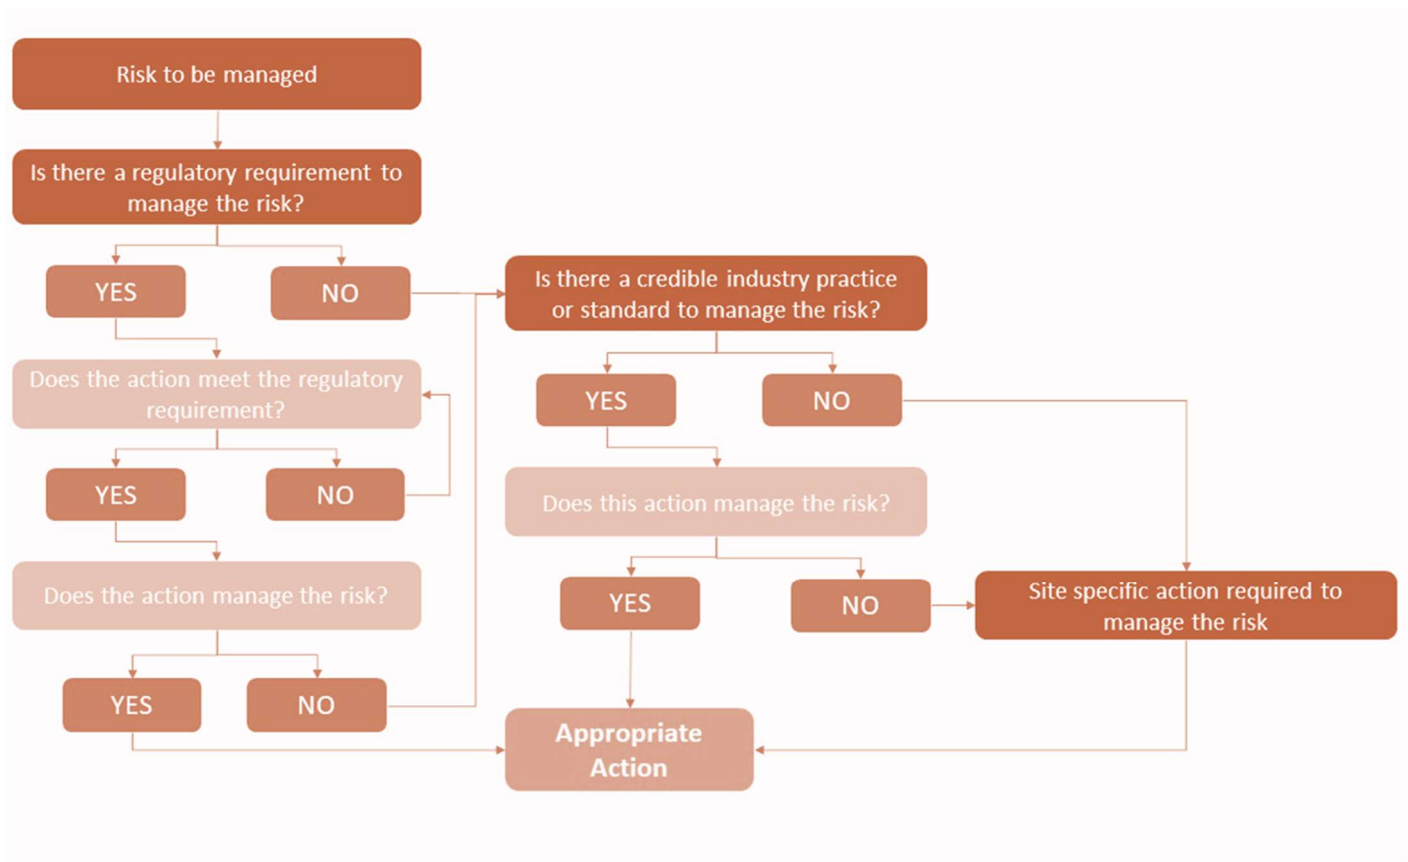 Risk to be managed
Is there a regulatory requirement to
manage the risk?
YES
NO
Does the action meet the regulatory
requirement?
YES
NO
Does the action manage the risk?
YES
NO
Is there a credible industry practice
or standard to manage the risk?
YES
NO
Does this action manage the risk?
YES
NO
Site specific action required to
manage the risk
Appropriate
Action